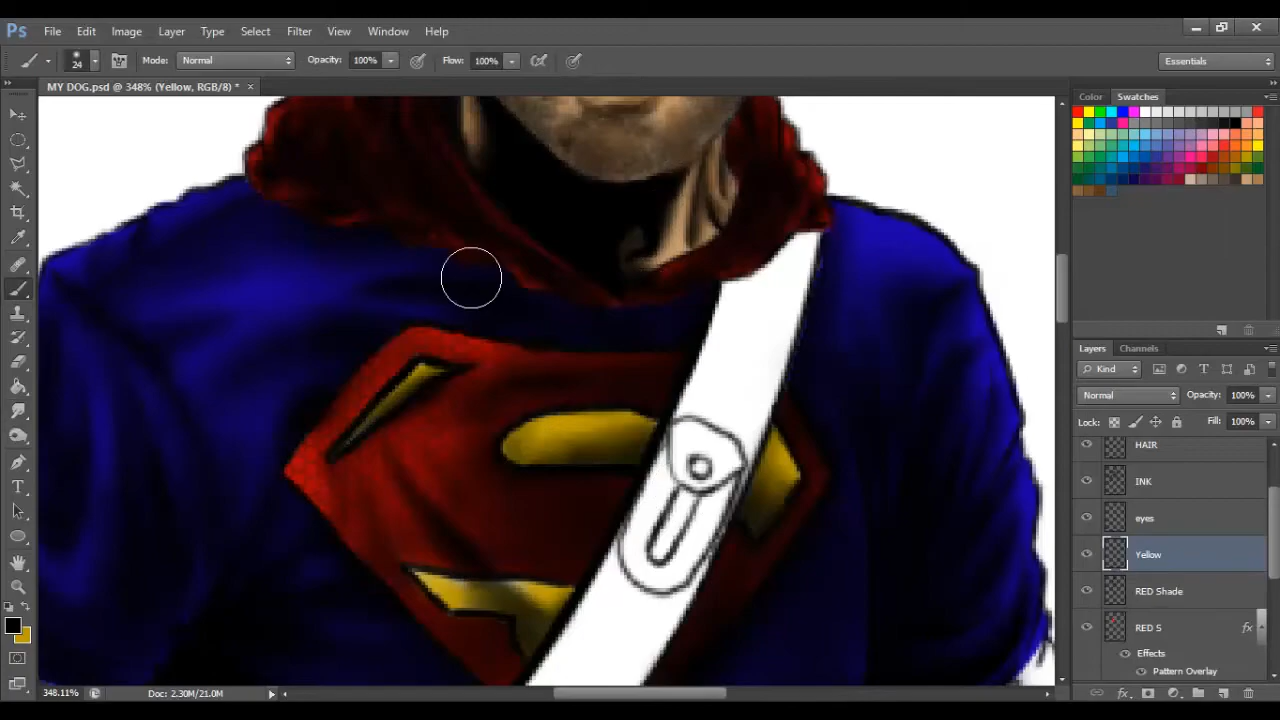 Ps File Edit Image Layer Type Select Filter View Window Help
24 Mode: Normal Opacity: 100% Flow: 100% Essentials
MY DOG.psd @ 348% (Yellow, RGB/8) *
Color Swatches
Layers Channels
Kind
Normal Opacity: 100%
Lock: Fill: 100%
HAIR
INK
eyes
Yellow
RED Shade
RED S fx
Effects
Pattern Overlay
348.11% Doc: 2.30M/21.0M